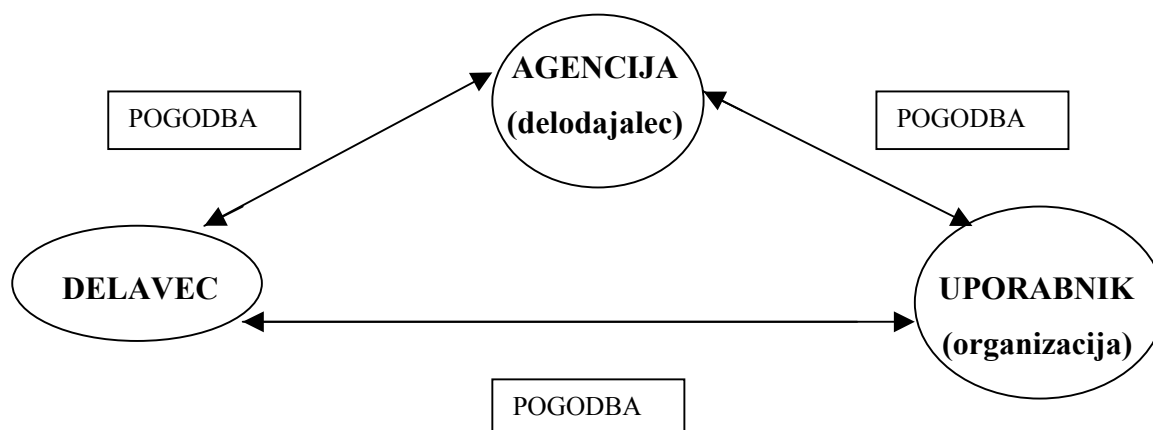 AGENCIJA
(delodajalec)
POGODBA
POGODBA
DELAVEC
UPORABNIK
(organizacija)
POGODBA